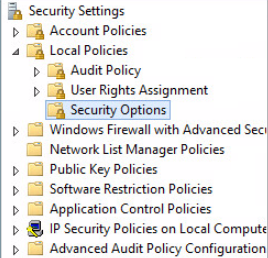 Security Settings
Account Policies
Local Policies
Audit Policy
User Rights Assignment
Security Options
Windows Firewall with Advanced Secu
Network List Manager Policies
Public Key Policies
Software Restriction Policies
Application Control Policies
IP Security Policies on Local Compute
Advanced Audit Policy Configuration